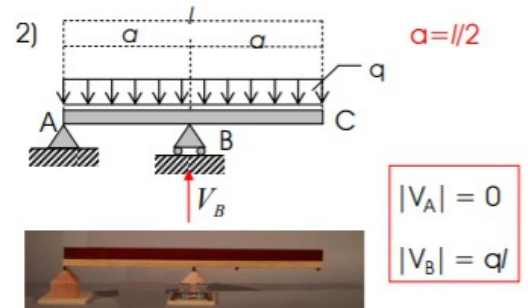 2)
l
a a
a=l/2
q
A
B
C
V_B
|V_A| = 0
|V_B| = ql